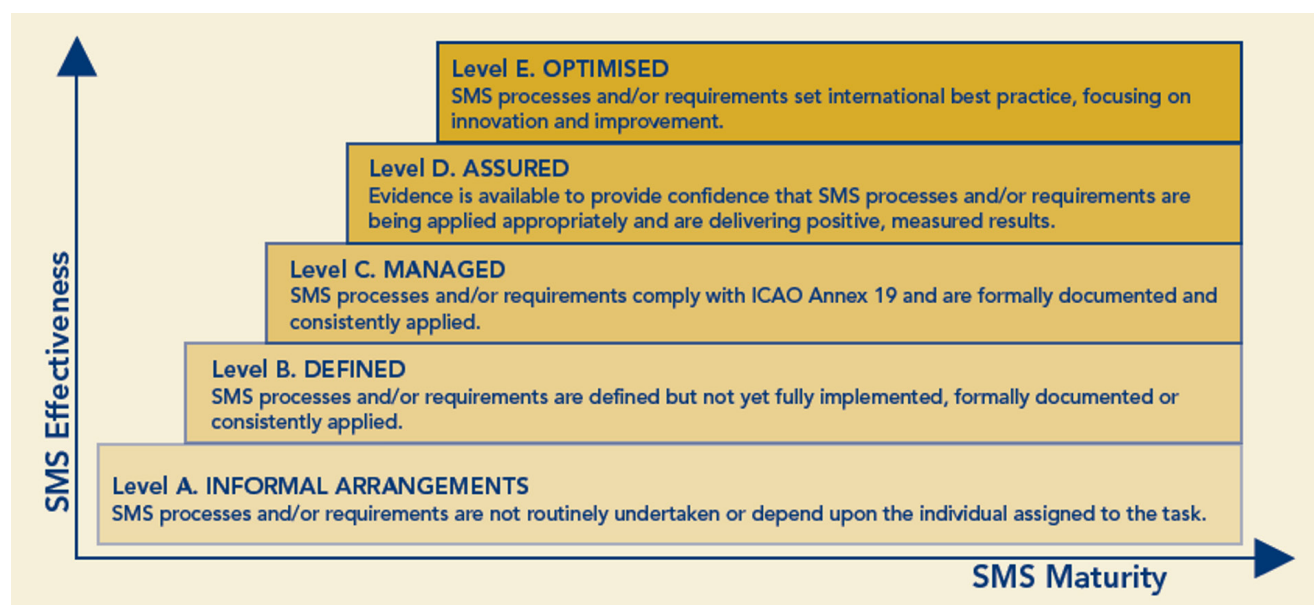 Level E. OPTIMISED
SMS processes and/or requirements set international best practice, focusing on
innovation and improvement.
Level D. ASSURED
Evidence is available to provide confidence that SMS processes and/or requirements are
being applied appropriately and are delivering positive, measured results.
Level C. MANAGED
SMS processes and/or requirements comply with ICAO Annex 19 and are formally documented and
consistently applied.
Level B. DEFINED
SMS processes and/or requirements are defined but not yet fully implemented, formally documented or
consistently applied.
Level A. INFORMAL ARRANGEMENTS
SMS processes and/or requirements are not routinely undertaken or depend upon the individual assigned to the task.
SMS Effectiveness
SMS Maturity